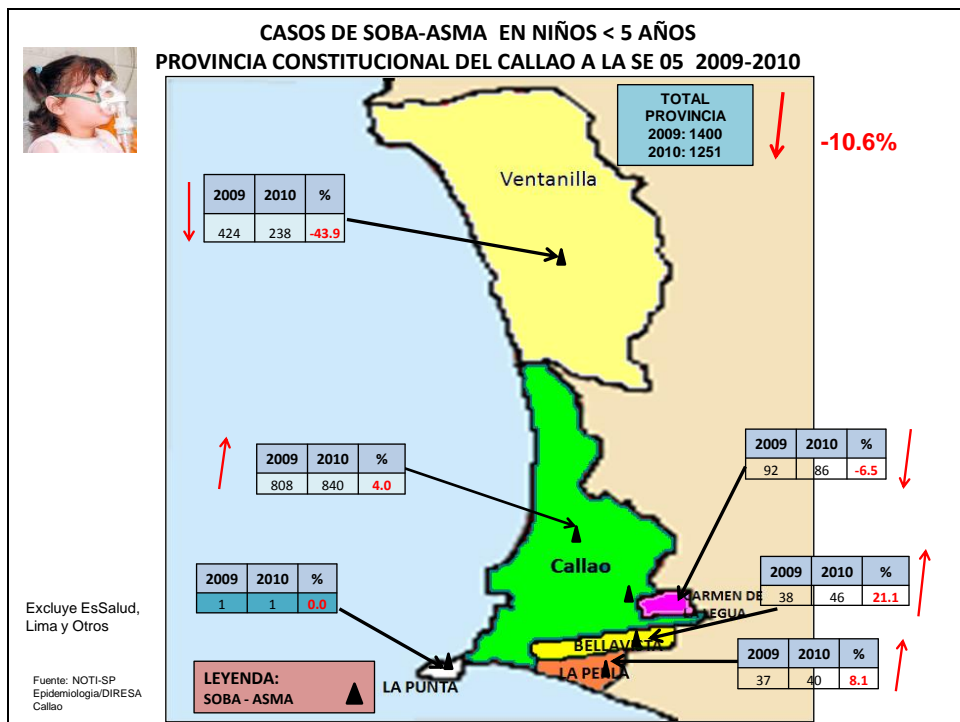 CASOS DE SOBA-ASMA EN NIÑOS < 5 AÑOS
PROVINCIA CONSTITUCIONAL DEL CALLAO A LA SE 05 2009-2010
TOTAL
PROVINCIA
2009: 1400
2010: 1251
-10.6%
Ventanilla
2009 2010 %
424 238 -43.9
2009 2010 %
808 840 4.0
2009 2010 %
92 86 -6.5
Callao
2009 2010 %
1 1 0.0
2009 2010 %
38 46 21.1
CARMEN DE
LA LEGUA
BELLAVISTA
LA PERLA
2009 2010 %
37 40 8.1
LA PUNTA
Excluye EsSalud,
Lima y Otros
LEYENDA:
SOBA - ASMA
Fuente: NOTI-SP
Epidemiologia/DIRESA
Callao